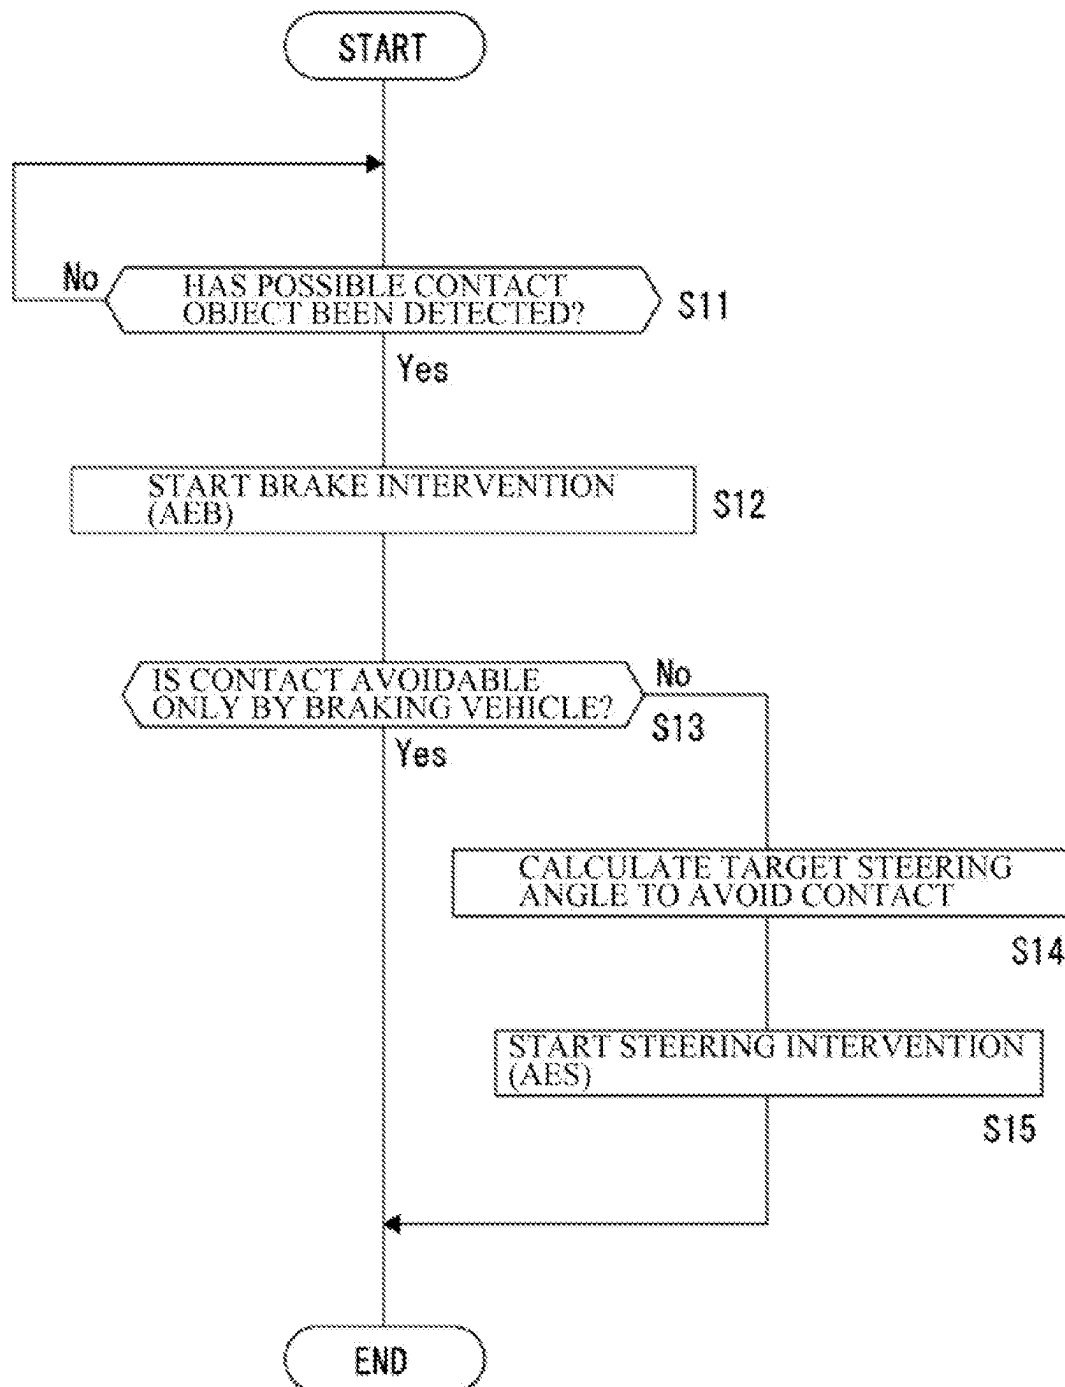 START
No
HAS POSSIBLE CONTACT
OBJECT BEEN DETECTED?
S11
Yes
START BRAKE INTERVENTION
(AEB)
S12
IS CONTACT AVOIDABLE
ONLY BY BRAKING VEHICLE?
No
S13
Yes
CALCULATE TARGET STEERING
ANGLE TO AVOID CONTACT
S14
START STEERING INTERVENTION
(AES)
S15
END